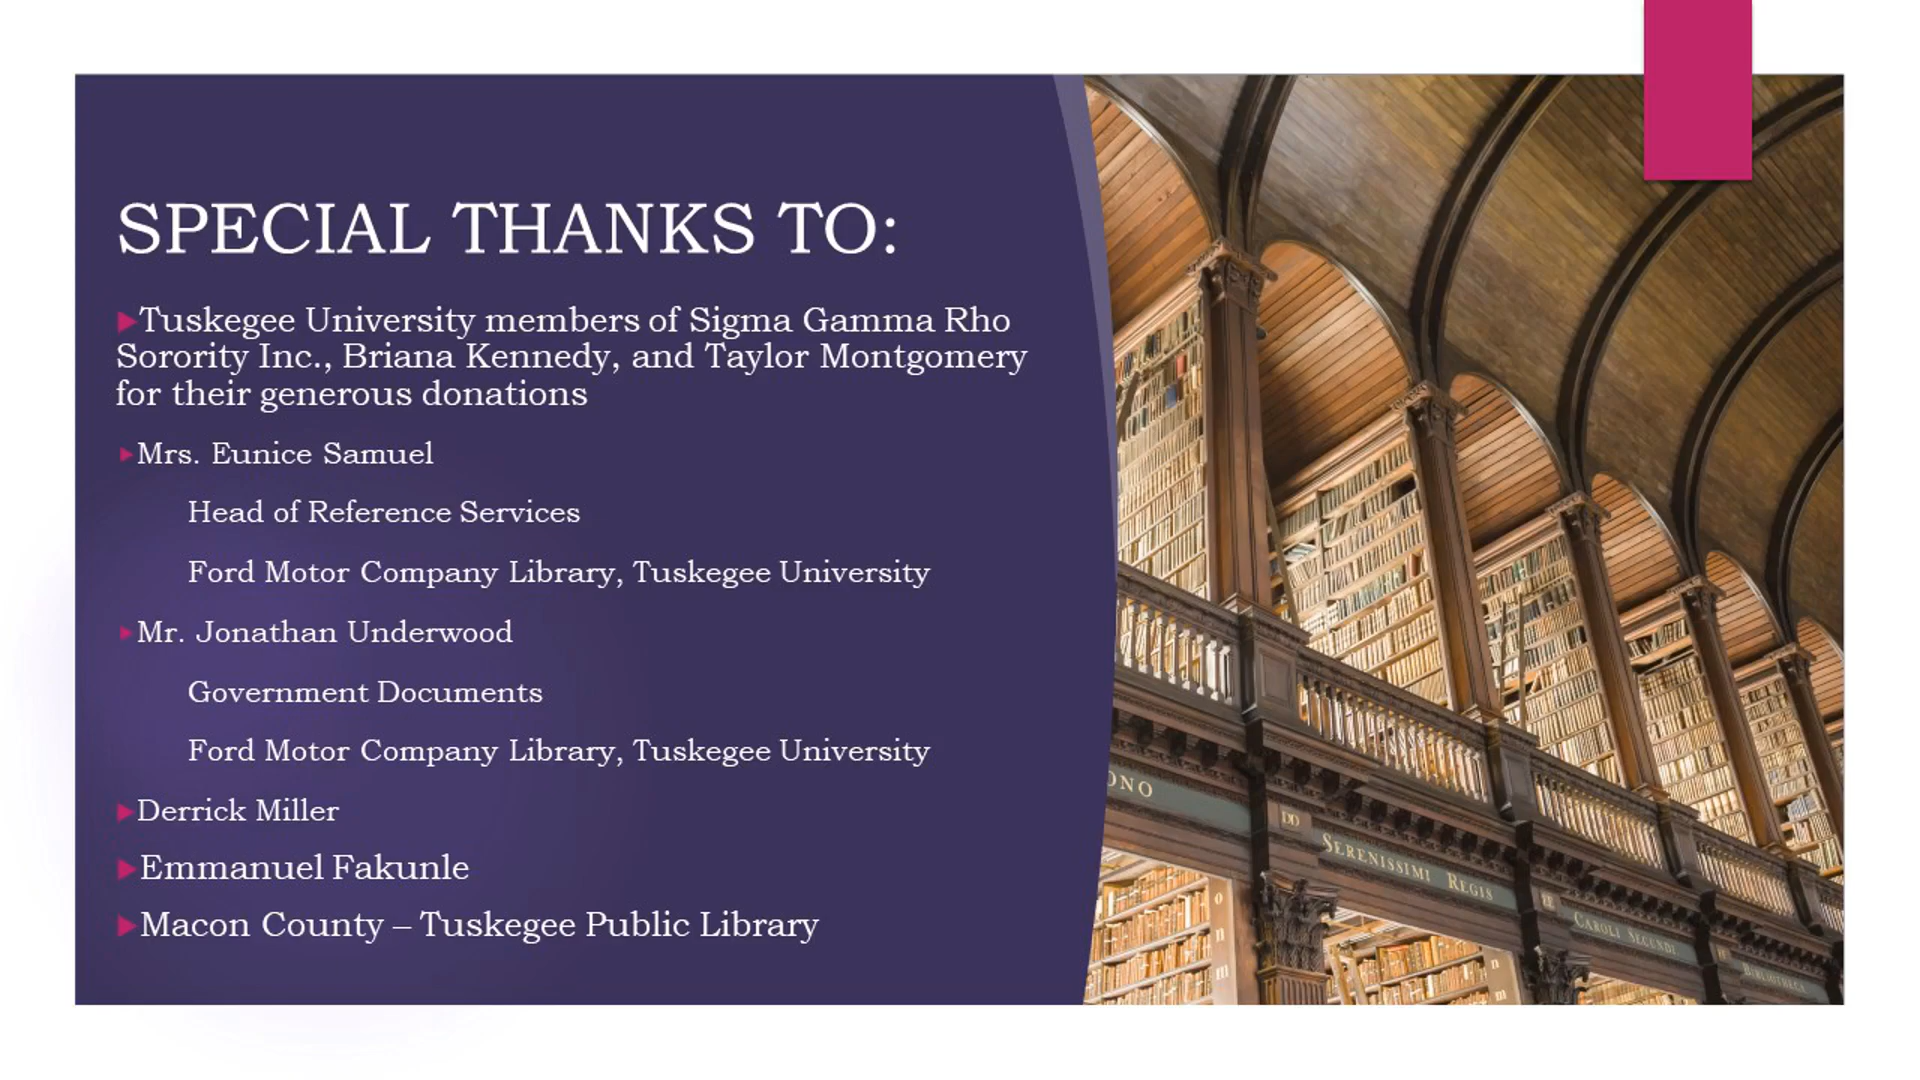 SPECIAL THANKS TO:
Tuskegee University members of Sigma Gamma Rho
Sorority Inc., Briana Kennedy, and Taylor Montgomery
for their generous donations
Mrs. Eunice Samuel
Head of Reference Services
Ford Motor Company Library, Tuskegee University
Mr. Jonathan Underwood
Government Documents
Ford Motor Company Library, Tuskegee University
Derrick Miller
Emmanuel Fakunle
Macon County – Tuskegee Public Library
ONO
DO
SERENISSIMI REGIS
CAROLI SECUNDI
BIBLIOTHECA
o
n
m
n
m